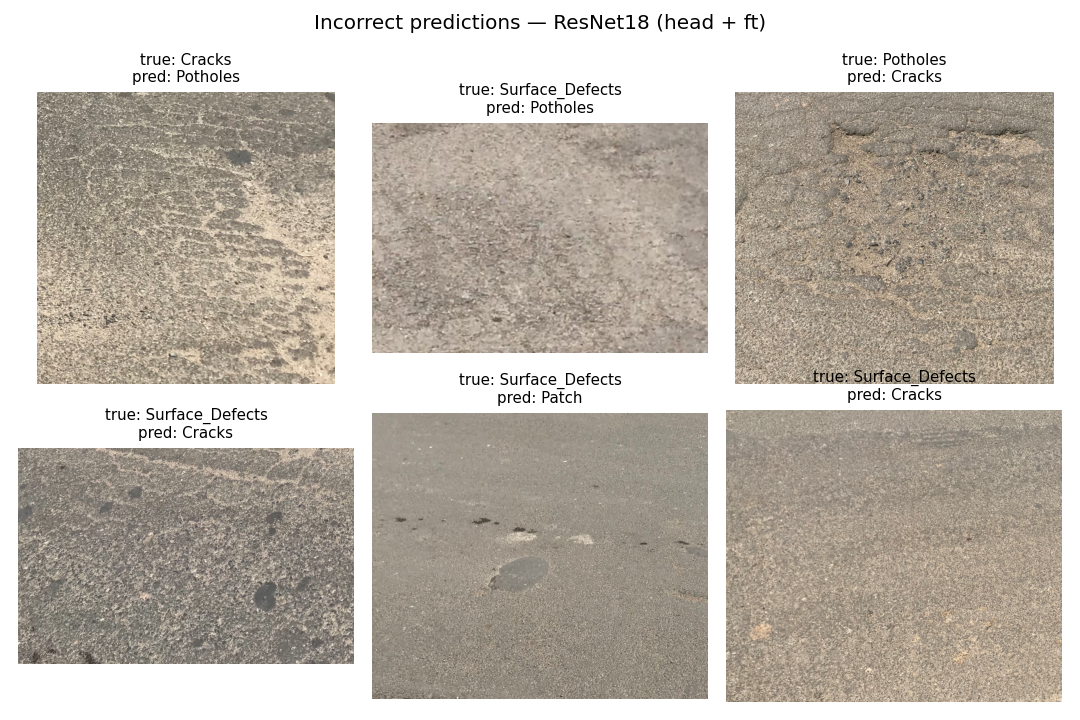 Incorrect predictions — ResNet18 (head + ft)
true: Cracks
pred: Potholes
true: Surface_Defects
pred: Potholes
true: Potholes
pred: Cracks
true: Surface_Defects
pred: Cracks
true: Surface_Defects
pred: Patch
true: Surface_Defects
pred: Cracks